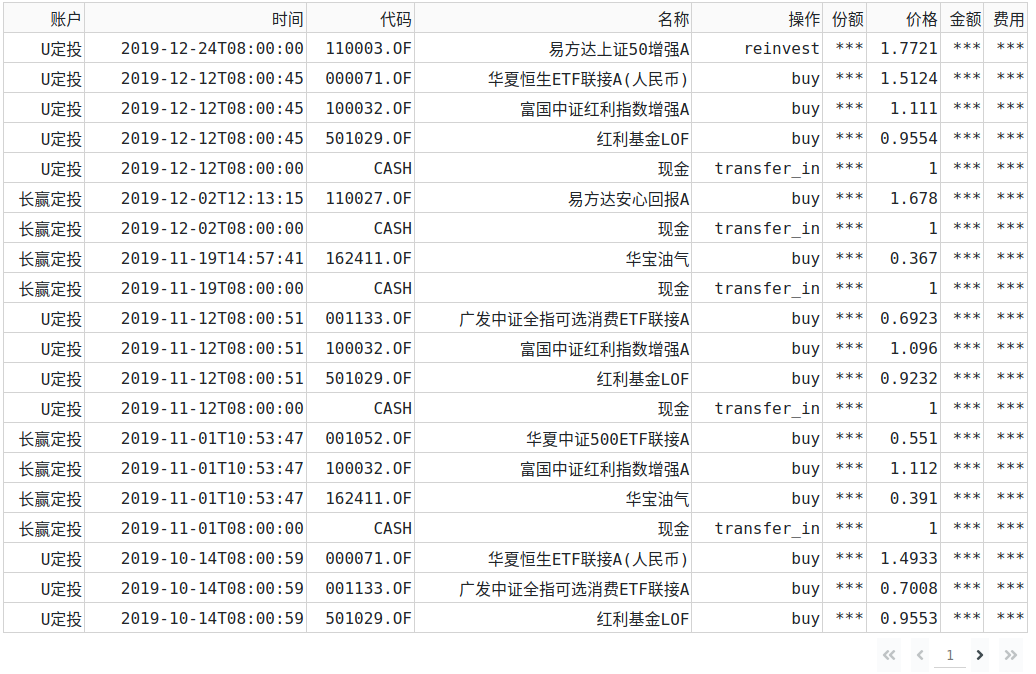 账户 时间 代码 名称 操作 份额 价格 金额 费用
U定投 2019-12-24T08:00:00 110003.OF 易方达上证50增强A reinvest *** 1.7721 *** ***
U定投 2019-12-12T08:00:45 000071.OF 华夏恒生ETF联接A(人民币) buy *** 1.5124 *** ***
U定投 2019-12-12T08:00:45 100032.OF 富国中证红利指数增强A buy *** 1.111 *** ***
U定投 2019-12-12T08:00:45 501029.OF 红利基金LOF buy *** 0.9554 *** ***
U定投 2019-12-12T08:00:00 CASH 现金 transfer_in *** 1 *** ***
长赢定投 2019-12-02T12:13:15 110027.OF 易方达安心回报A buy *** 1.678 *** ***
长赢定投 2019-12-02T08:00:00 CASH 现金 transfer_in *** 1 *** ***
长赢定投 2019-11-19T14:57:41 162411.OF 华宝油气 buy *** 0.367 *** ***
长赢定投 2019-11-19T08:00:00 CASH 现金 transfer_in *** 1 *** ***
U定投 2019-11-12T08:00:51 001133.OF 广发中证全指可选消费ETF联接A buy *** 0.6923 *** ***
U定投 2019-11-12T08:00:51 100032.OF 富国中证红利指数增强A buy *** 1.096 *** ***
U定投 2019-11-12T08:00:51 501029.OF 红利基金LOF buy *** 0.9232 *** ***
U定投 2019-11-12T08:00:00 CASH 现金 transfer_in *** 1 *** ***
长赢定投 2019-11-01T10:53:47 001052.OF 华夏中证500ETF联接A buy *** 0.551 *** ***
长赢定投 2019-11-01T10:53:47 100032.OF 富国中证红利指数增强A buy *** 1.112 *** ***
长赢定投 2019-11-01T10:53:47 162411.OF 华宝油气 buy *** 0.391 *** ***
长赢定投 2019-11-01T08:00:00 CASH 现金 transfer_in *** 1 *** ***
U定投 2019-10-14T08:00:59 000071.OF 华夏恒生ETF联接A(人民币) buy *** 1.4933 *** ***
U定投 2019-10-14T08:00:59 001133.OF 广发中证全指可选消费ETF联接A buy *** 0.7008 *** ***
U定投 2019-10-14T08:00:59 501029.OF 红利基金LOF buy *** 0.9553 *** ***
1